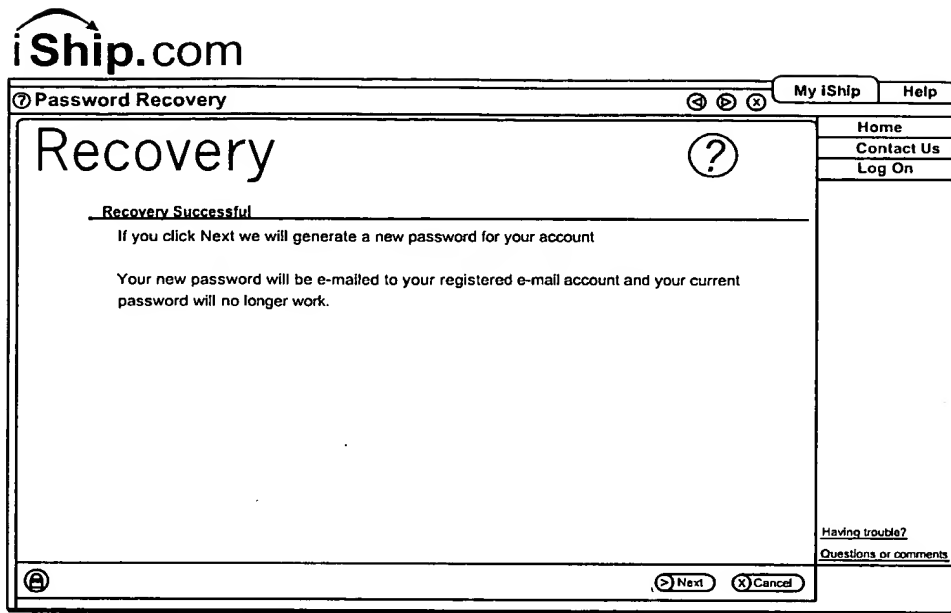 iShip.com
Password Recovery
My iShip
Help
Recovery
?
Home
Contact Us
Log On
Recovery Successful
If you click Next we will generate a new password for your account
Your new password will be e-mailed to your registered e-mail account and your current
password will no longer work.
Having trouble?
Questions or comments
Next
Cancel